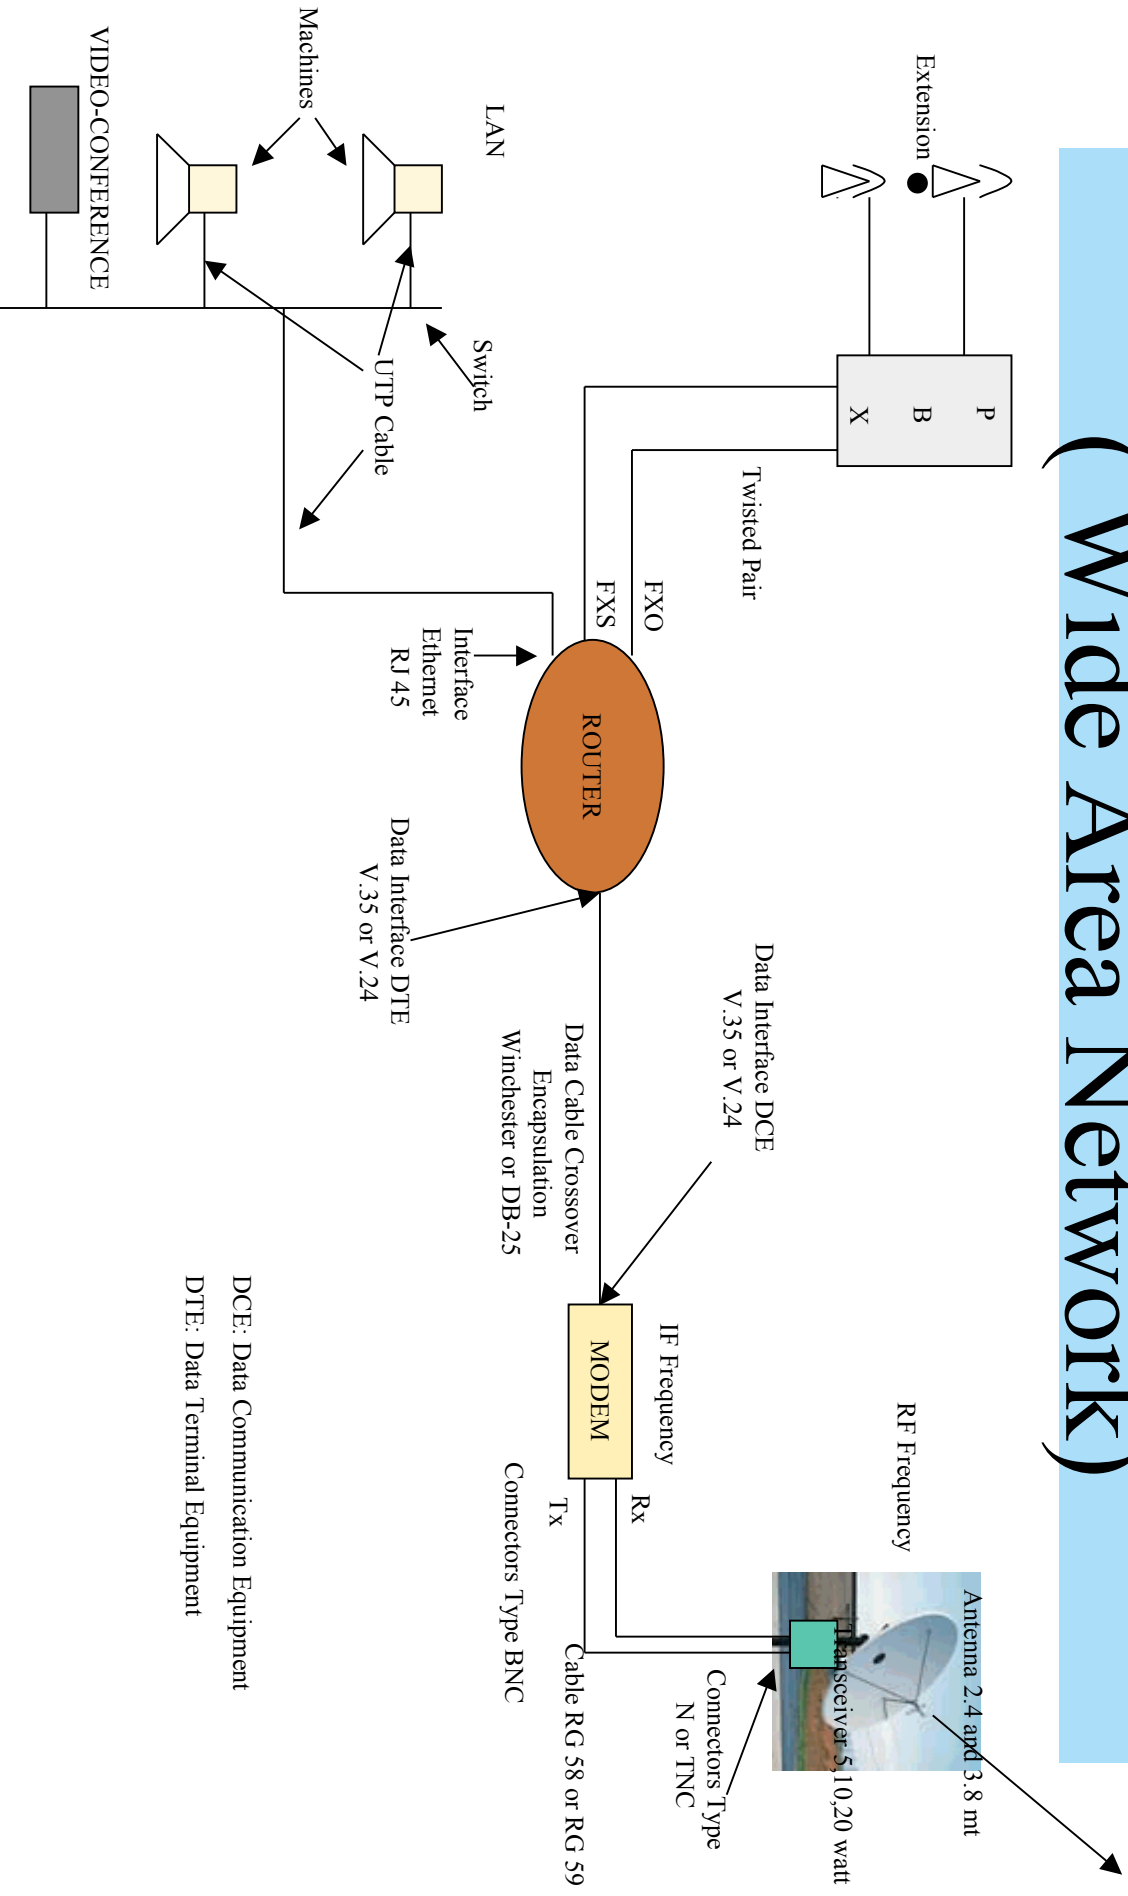 ( Wide Area Network)
Extension
P
B
X
Twisted Pair
FXO
FXS
LAN
Machines
VIDEO-CONFERENCE
Switch
UTP Cable
Interface
Ethernet
RJ 45
ROUTER
Data Interface DTE
V.35 or V.24
Data Interface DCE
V.35 or V.24
Data Cable Crossover
Encapsulation
Winchester or DB-25
IF Frequency
MODEM
Rx
Tx
Connectors Type BNC
Cable RG 58 or RG 59
RF Frequency
Antenna 2.4 and 3.8 mt
Transceiver 5,10,20 watt
Connectors Type
N or TNC
DCE: Data Communication Equipment
DTE: Data Terminal Equipment